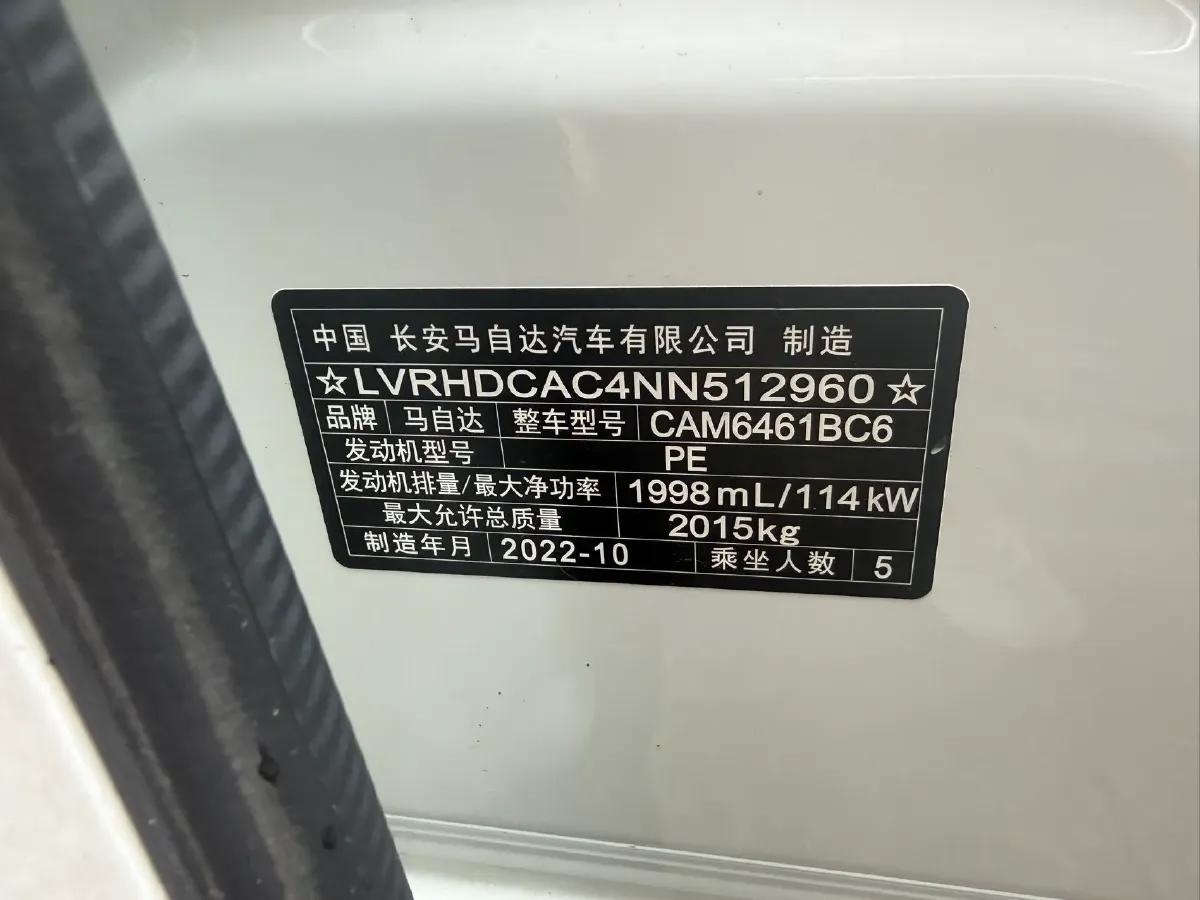 中国 长安马自达汽车有限公司 制造
☆LVRHDCAC4NN512960☆
品牌 马自达 整车型号 CAM6461BC6
发动机型号 PE
发动机排量/最大净功率 1998mL/114kW
最大允许总质量 2015kg
制造年月 2022-10 乘坐人数 5